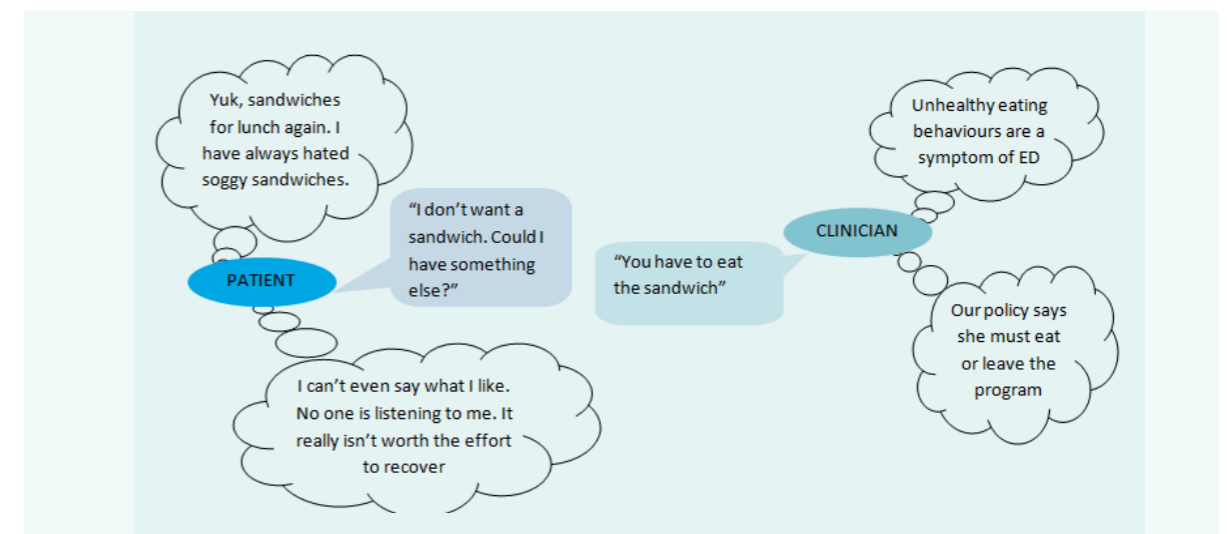 Yuk, sandwiches
for lunch again. I
have always hated
soggy sandwiches.
“I don’t want a
sandwich. Could I
have something
else?”
PATIENT
I can’t even say what I like.
No one is listening to me. It
really isn’t worth the effort
to recover
Unhealthy eating
behaviours are a
symptom of ED
CLINICIAN
“You have to eat
the sandwich”
Our policy says
she must eat
or leave the
program